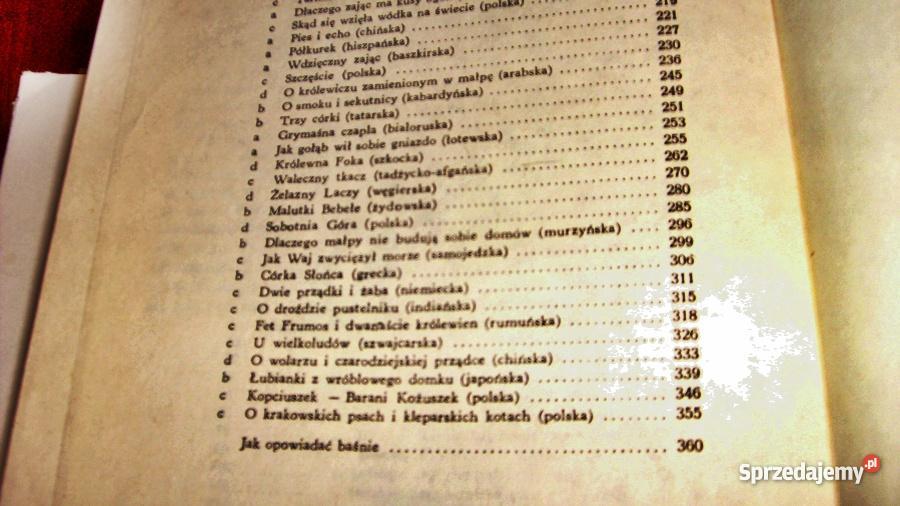 a Dlaczego zając ma kusy
c Skąd się wzięła wódka na świecie (polska)
a Pies i echo (chińska) ........ 219
a Półkurek (hiszpańska) ........ 221
a Wdzięczny zając (baszkirska) ........ 227
c Szczęście (polska) ........ 230
d O królewiczu zamienionym w małpę (arabska) ........ 236
b O smoku i sekutnicy (kabardyńska) ........ 245
b Trzy córki (tatarska) ........ 249
a Grymaśna czapla (białoruska) ........ 251
a Jak gołąb wił sobie gniazdo (łotewska) ........ 253
d Królewna Foka (szkocka) ........ 255
c Waleczny tkacz (tadżycko-afgańska) ........ 262
d Żelazny Laczy (węgierska) ........ 270
b Malutki Bebele (żydowska) ........ 280
d Sobotnia Góra (polska) ........ 285
b Dlaczego małpy nie budują sobie domów (murzyńska) .... 296
c Jak Waj zwyciężył morze (samojedzka) ........ 299
b Córka Słońca (grecka) ........ 306
c Dwie prządki i żaba (niemiecka) ........ 311
c O droździe pustelniku (indiańska) ........ 315
c Fet Frumos i dwanaście królewien (rumuńska) ........ 318
c U wielkoludów (szwajcarska) ........ 326
d O wolarzu i czarodziejskiej prządce (chińska) ........ 333
b Łubianki z wróblowego domku (japońska) ........ 339
c Kopciuszek — Barani Kożuszek (polska) ........ 346
c O krakowskich psach i kleparskich kotach (polska) ........ 355
Jak opowiadać baśnie ........ 360
Sprzedajemy.pl